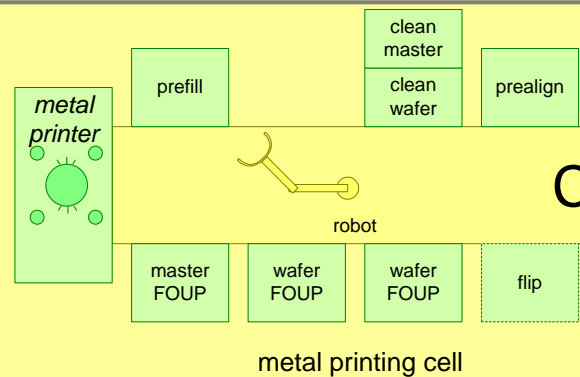 clean
master
prefill
clean
wafer
prealign
metal
printer
robot
master
FOUP
wafer
FOUP
wafer
FOUP
flip
metal printing cell